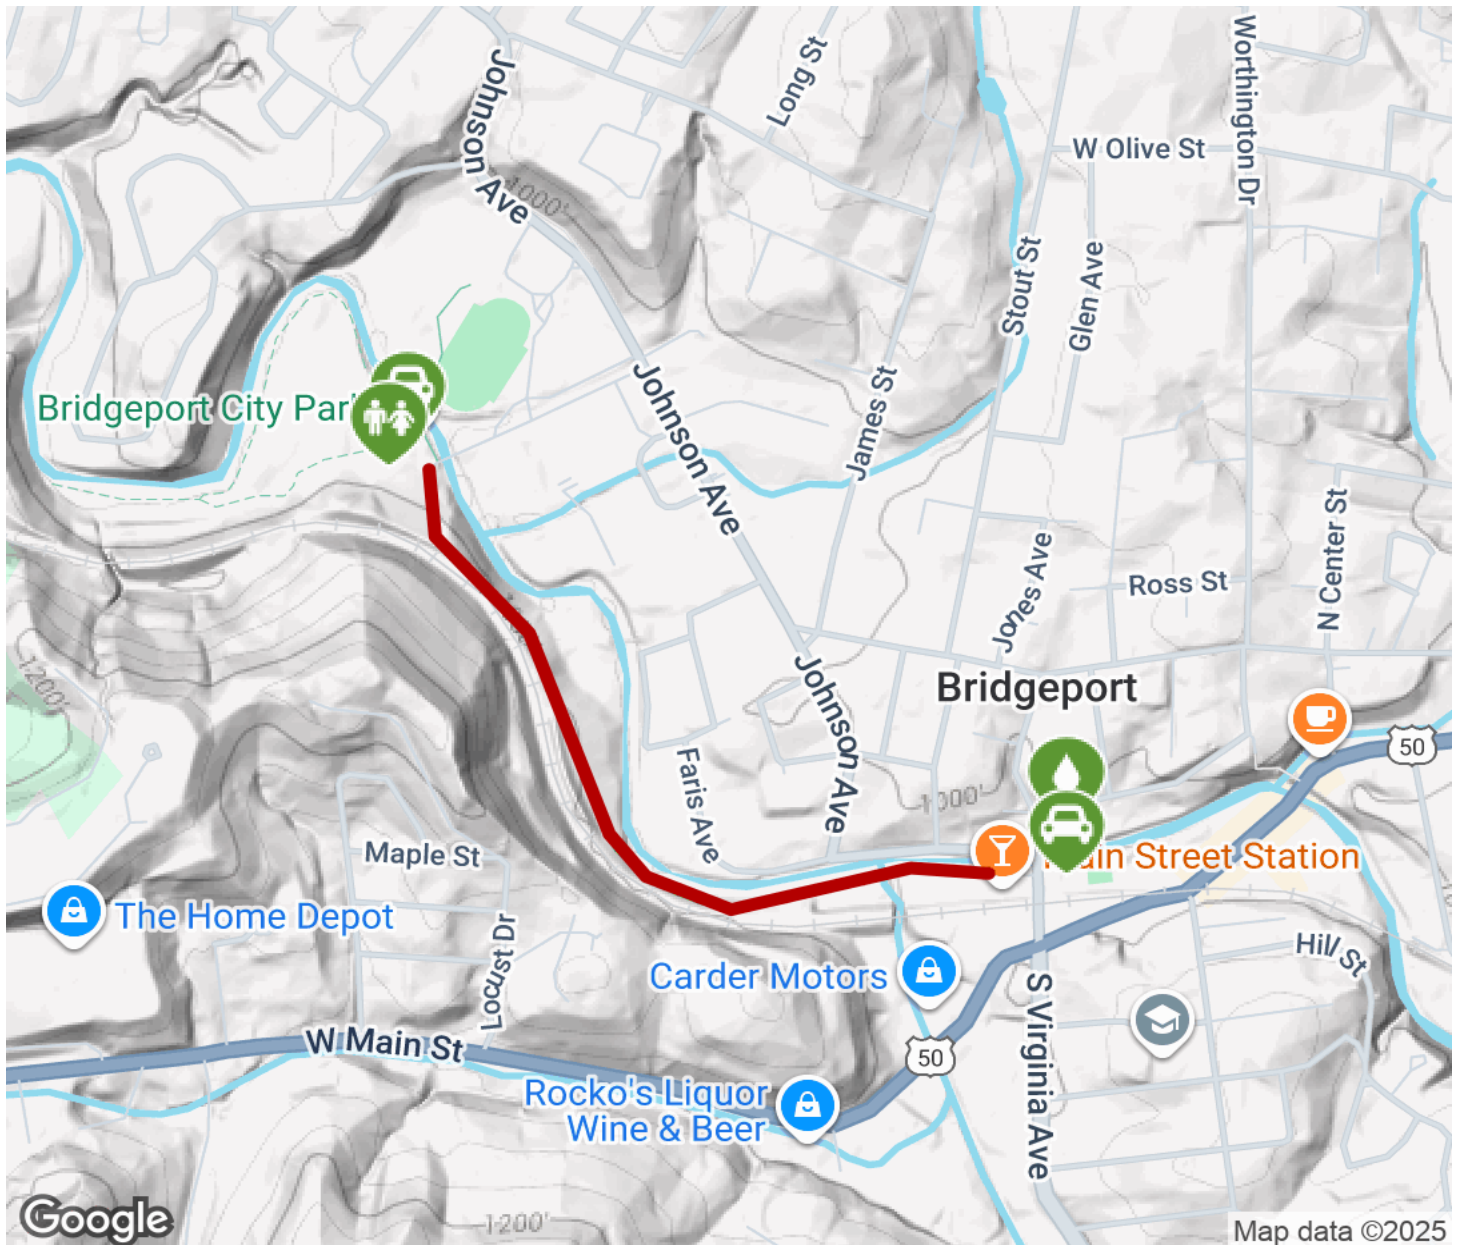 Johnson Ave
Long St
Worthington Dr
W Olive St
1000'
Stout St
Glen Ave
Bridgeport City Par
Johnson Ave
James St
N Center St
Jones Ave
Ross St
1200'
Johnson Ave
Bridgeport
50
Faris Ave
1000'
Maple St
Main Street Station
The Home Depot
Locust Dr
Carder Motors
Hill St
S Virginia Ave
W Main St
50
Rocko's Liquor
Wine & Beer
Google
1200'
Map data ©2025